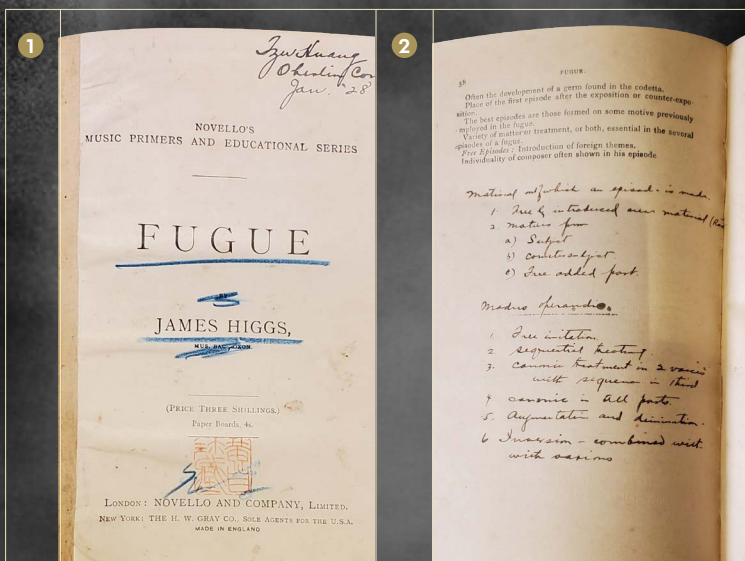 1
Tzu Huang
Oberlin Con
Jan. '28
NOVELLO'S
MUSIC PRIMERS AND EDUCATIONAL SERIES
FUGUE
BY
JAMES HIGGS,
MUS. BAC., OXON.
(PRICE THREE SHILLINGS.)
Paper Boards, 4s.
LONDON: NOVELLO AND COMPANY, LIMITED.
NEW YORK: THE H. W. GRAY CO., SOLE AGENTS FOR THE U.S.A.
MADE IN ENGLAND
2
58 FUGUE.
Often the development of a germ found in the codetta.
Place of the first episode after the exposition or counter-expo-
sition.
The best episodes are those formed on some motive previously
employed in the fugue.
Variety of matter or treatment, or both, essential in the several
episodes of a fugue.
Free Episodes: Introduction of foreign themes.
Individuality of composer often shown in his episode
Material out of which an episode is made.
1. Freely introduced new material
2. motives from
a) Subject
b) countersubject
c) Free added part
Modus operandi.
1. Free imitation.
2 sequential treating.
3. canonic treatment in 2 voices
with sequence in third
4 canonic in all parts.
5. Augmentation and diminution.
6 Inversion - combined with
with various